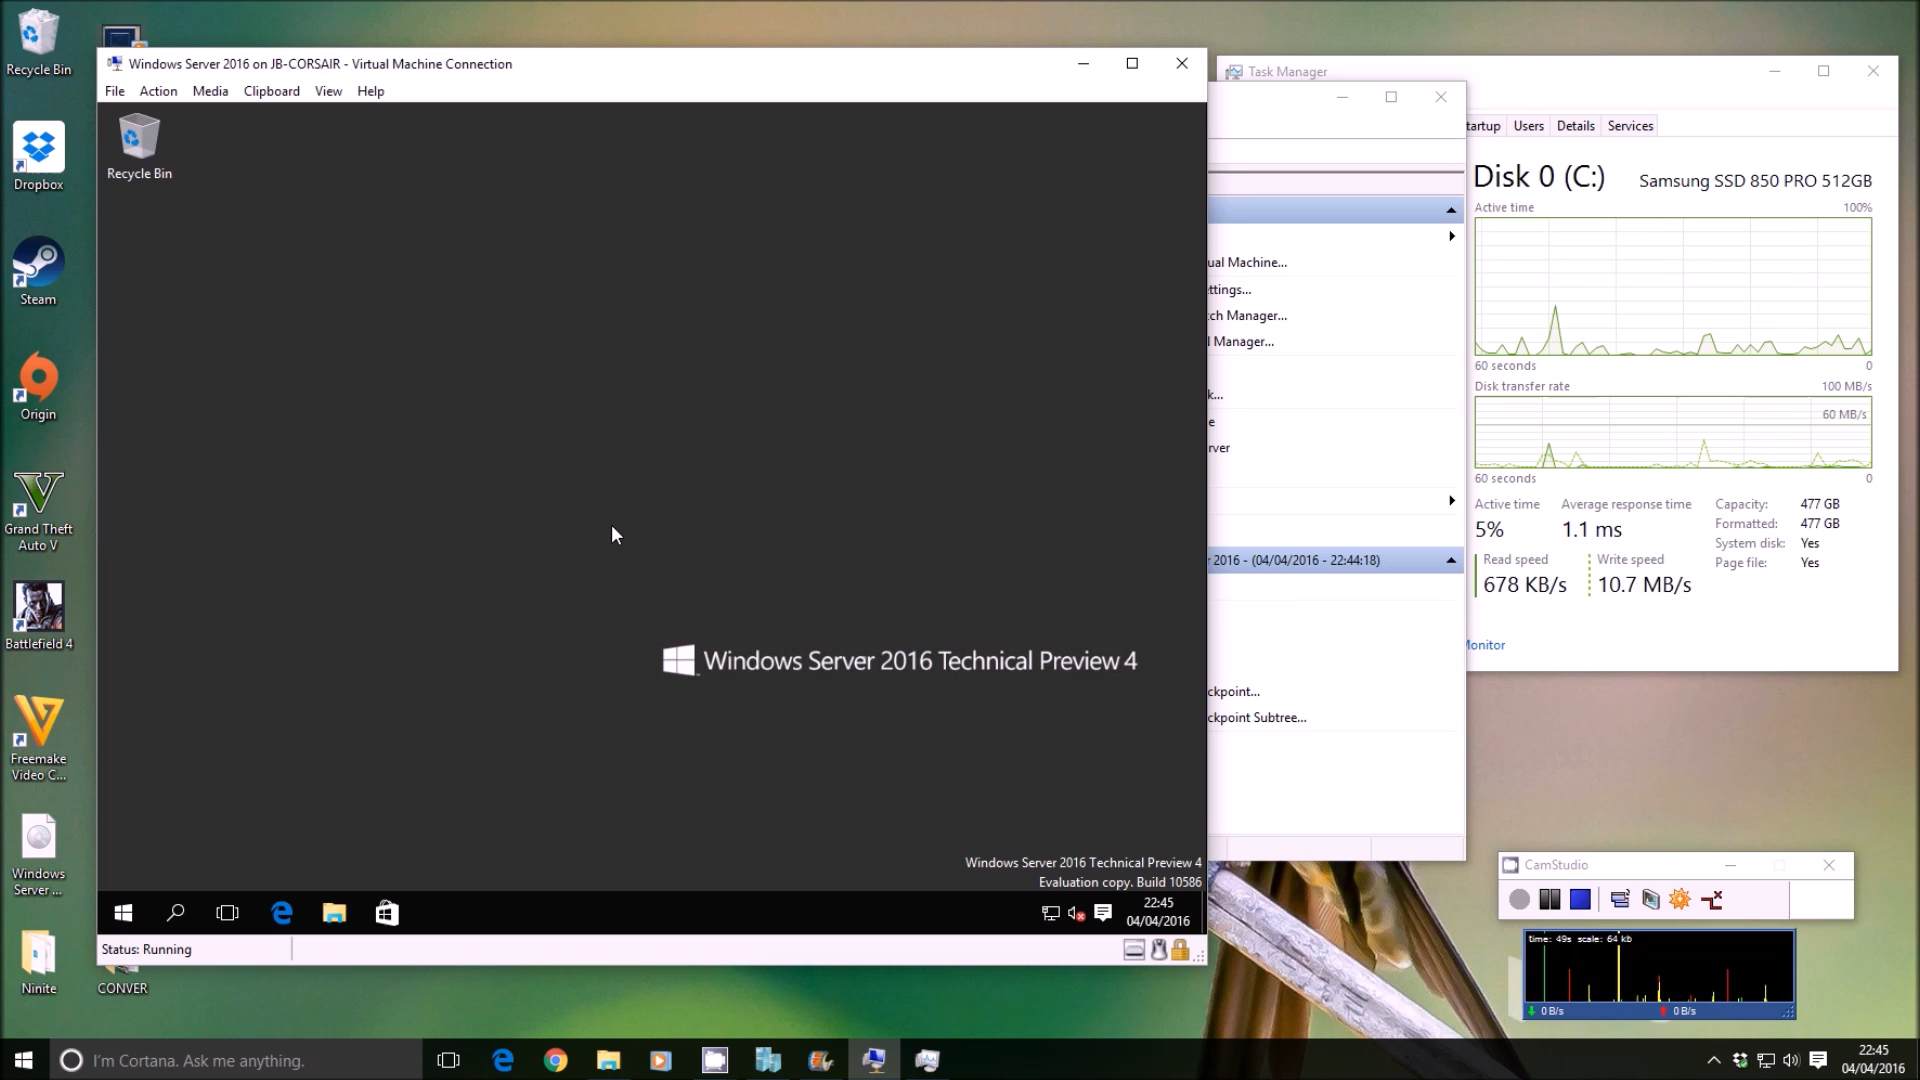 Recycle Bin
Dropbox
Steam
Origin
Grand Theft
Auto V
Battlefield 4
Freemake
Video C...
Windows
Server ...
Ninite
CONVER
Windows Server 2016 on JB-CORSAIR - Virtual Machine Connection
File Action Media Clipboard View Help
Recycle Bin
Windows Server 2016 Technical Preview 4
Windows Server 2016 Technical Preview 4
Evaluation copy. Build 10586
22:45
04/04/2016
Status: Running
ual Machine...
ettings...
tch Manager...
l Manager...
k...
e
rver
r 2016 - (04/04/2016 - 22:44:18)
ckpoint...
ckpoint Subtree...
Task Manager
tartup Users Details Services
Disk 0 (C:) Samsung SSD 850 PRO 512GB
Active time 100%
60 seconds 0
Disk transfer rate 100 MB/s
60 MB/s
60 seconds 0
Active time Average response time Capacity: 477 GB
5% 1.1 ms Formatted: 477 GB
System disk: Yes
Read speed Write speed Page file: Yes
678 KB/s 10.7 MB/s
Monitor
CamStudio
time: 49s scale: 64 kb
0 B/s 0 B/s
I'm Cortana. Ask me anything.
22:45
04/04/2016